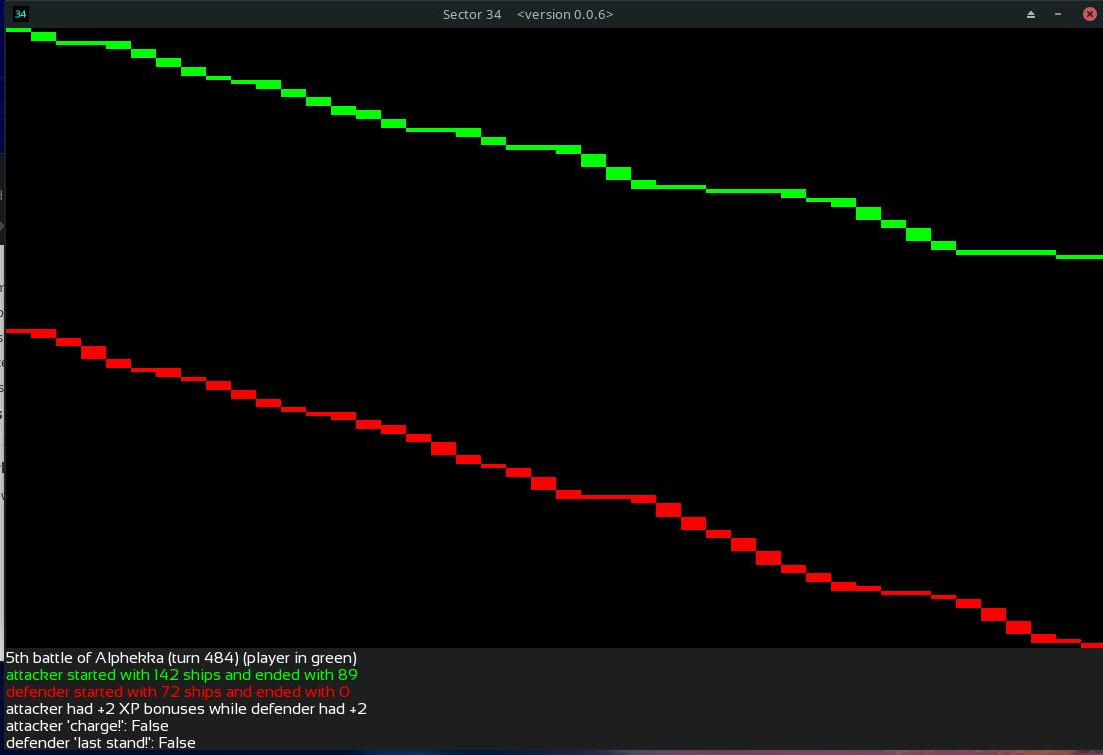 34
Sector 34 <version 0.0.6>
5th battle of Alphekka (turn 484) (player in green)
attacker started with 142 ships and ended with 89
defender started with 72 ships and ended with 0
attacker had +2 XP bonuses while defender had +2
attacker 'charge!': False
defender 'last stand!': False